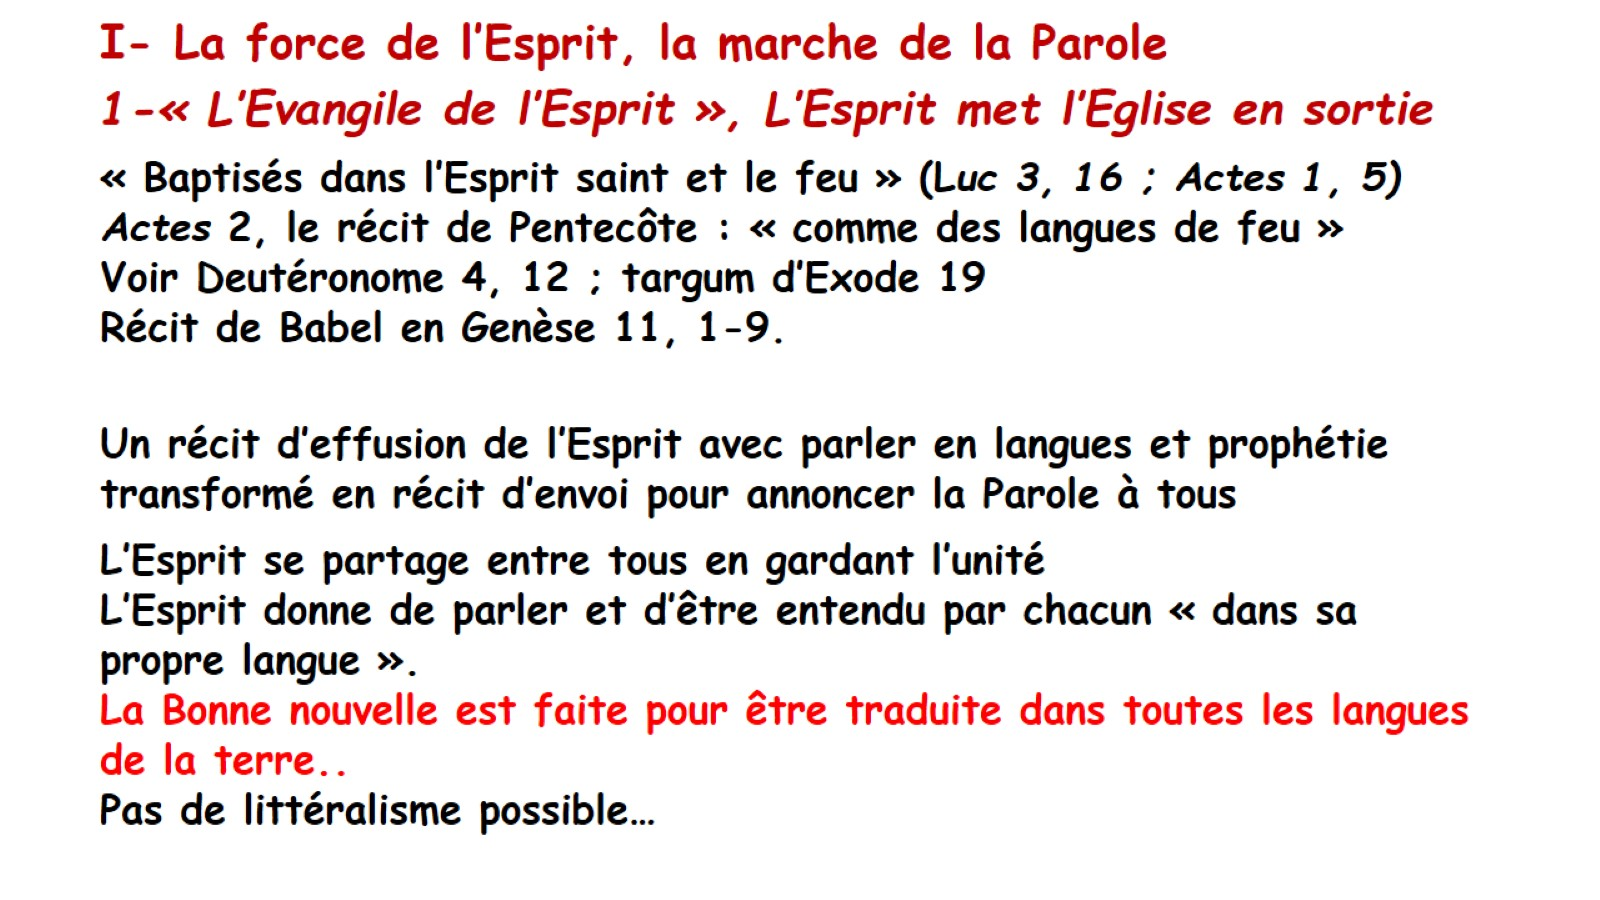 I- La force de l'Esprit, la marche de la Parole
1-« L'Evangile de l'Esprit », L'Esprit met l'Eglise en sortie
« Baptisés dans l'Esprit saint et le feu » (Luc 3, 16 ; Actes 1, 5)
Actes 2, le récit de Pentecôte : « comme des langues de feu »
Voir Deutéronome 4, 12 ; targum d'Exode 19
Récit de Babel en Genèse 11, 1-9.
Un récit d'effusion de l'Esprit avec parler en langues et prophétie
transformé en récit d'envoi pour annoncer la Parole à tous
L'Esprit se partage entre tous en gardant l'unité
L'Esprit donne de parler et d'être entendu par chacun « dans sa
propre langue ».
La Bonne nouvelle est faite pour être traduite dans toutes les langues
de la terre..
Pas de littéralisme possible…